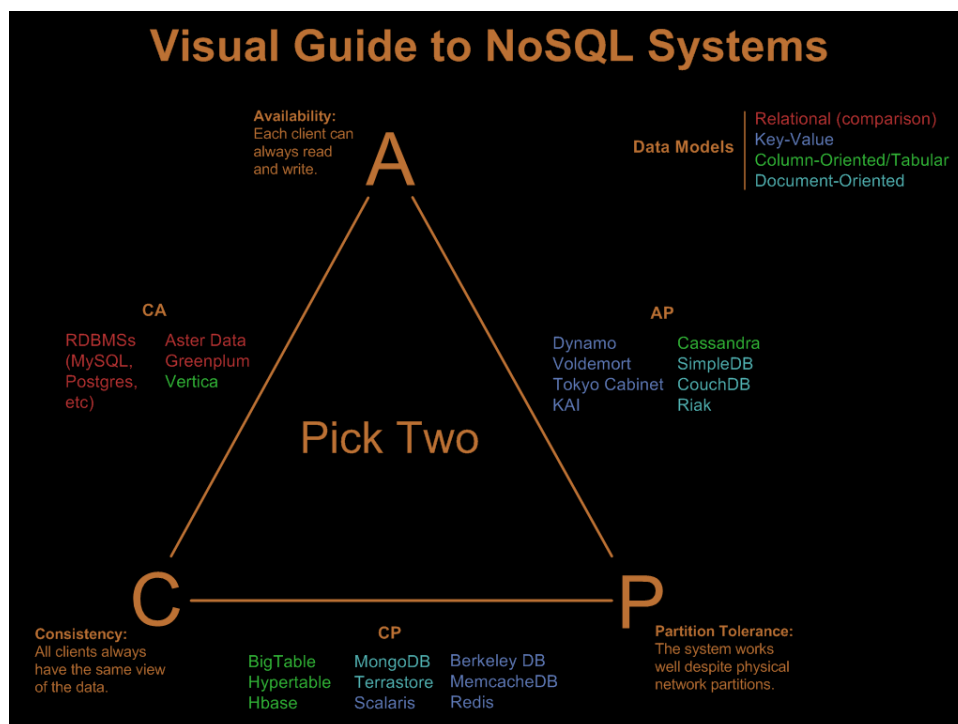 Visual Guide to NoSQL Systems
Availability:
Each client can
always read
and write.
A
Data Models
Relational (comparison)
Key-Value
Column-Oriented/Tabular
Document-Oriented
CA
RDBMSs
(MySQL,
Postgres,
etc)
Aster Data
Greenplum
Vertica
AP
Dynamo
Voldemort
Tokyo Cabinet
KAI
Cassandra
SimpleDB
CouchDB
Riak
Pick Two
C
P
Consistency:
All clients always
have the same view
of the data.
CP
BigTable
Hypertable
Hbase
MongoDB
Terrastore
Scalaris
Berkeley DB
MemcacheDB
Redis
Partition Tolerance:
The system works
well despite physical
network partitions.